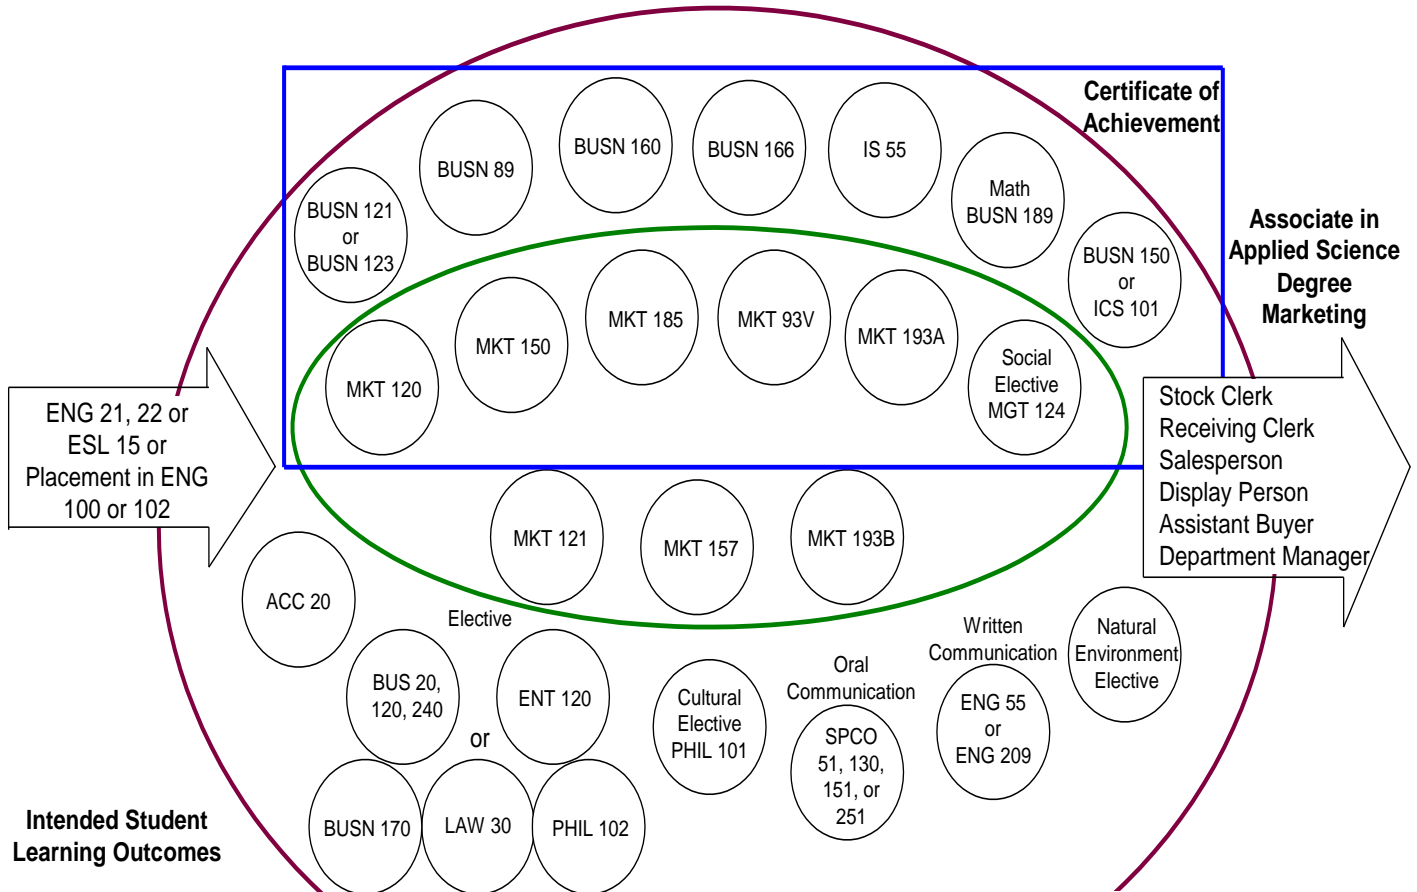 Certificate of
Achievement
BUSN 160
BUSN 166
IS 55
BUSN 89
Math
BUSN 189
BUSN 121
or
BUSN 123
BUSN 150
or
ICS 101
Associate in
Applied Science
Degree
Marketing
MKT 185
MKT 93V
MKT 193A
MKT 150
MKT 120
Social
Elective
MGT 124
ENG 21, 22 or
ESL 15 or
Placement in ENG
100 or 102
Stock Clerk
Receiving Clerk
Salesperson
Display Person
Assistant Buyer
Department Manager
MKT 121
MKT 157
MKT 193B
ACC 20
Elective
BUS 20,
120, 240
ENT 120
or
BUSN 170
LAW 30
PHIL 102
Cultural
Elective
PHIL 101
Oral
Communication
SPCO
51, 130,
151, or
251
Written
Communication
ENG 55
or
ENG 209
Natural
Environment
Elective
Intended Student
Learning Outcomes